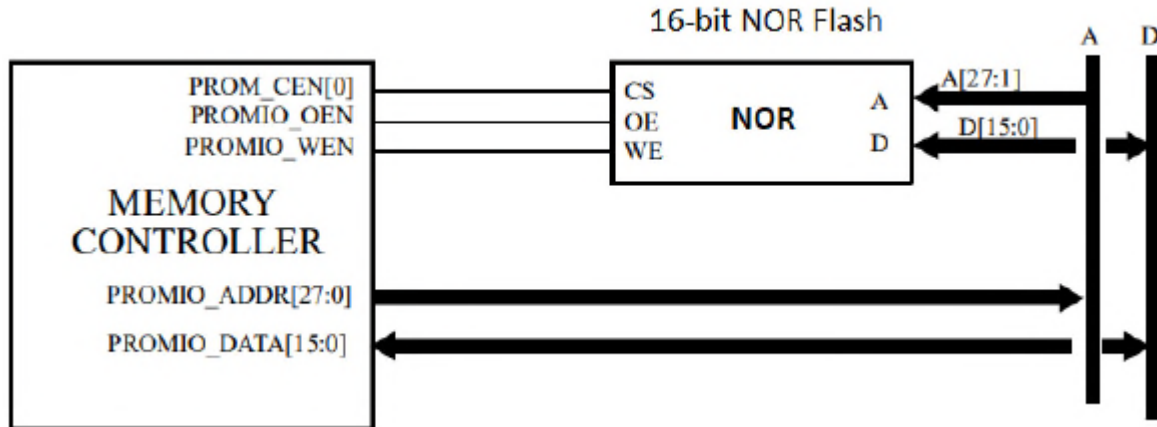 16-bit NOR Flash
A D
PROM_CEN[0]
PROMIO_OEN
PROMIO_WEN
CS
OE
WE
NOR
A
D
A[27:1]
D[15:0]
MEMORY
CONTROLLER
PROMIO_ADDR[27:0]
PROMIO_DATA[15:0]